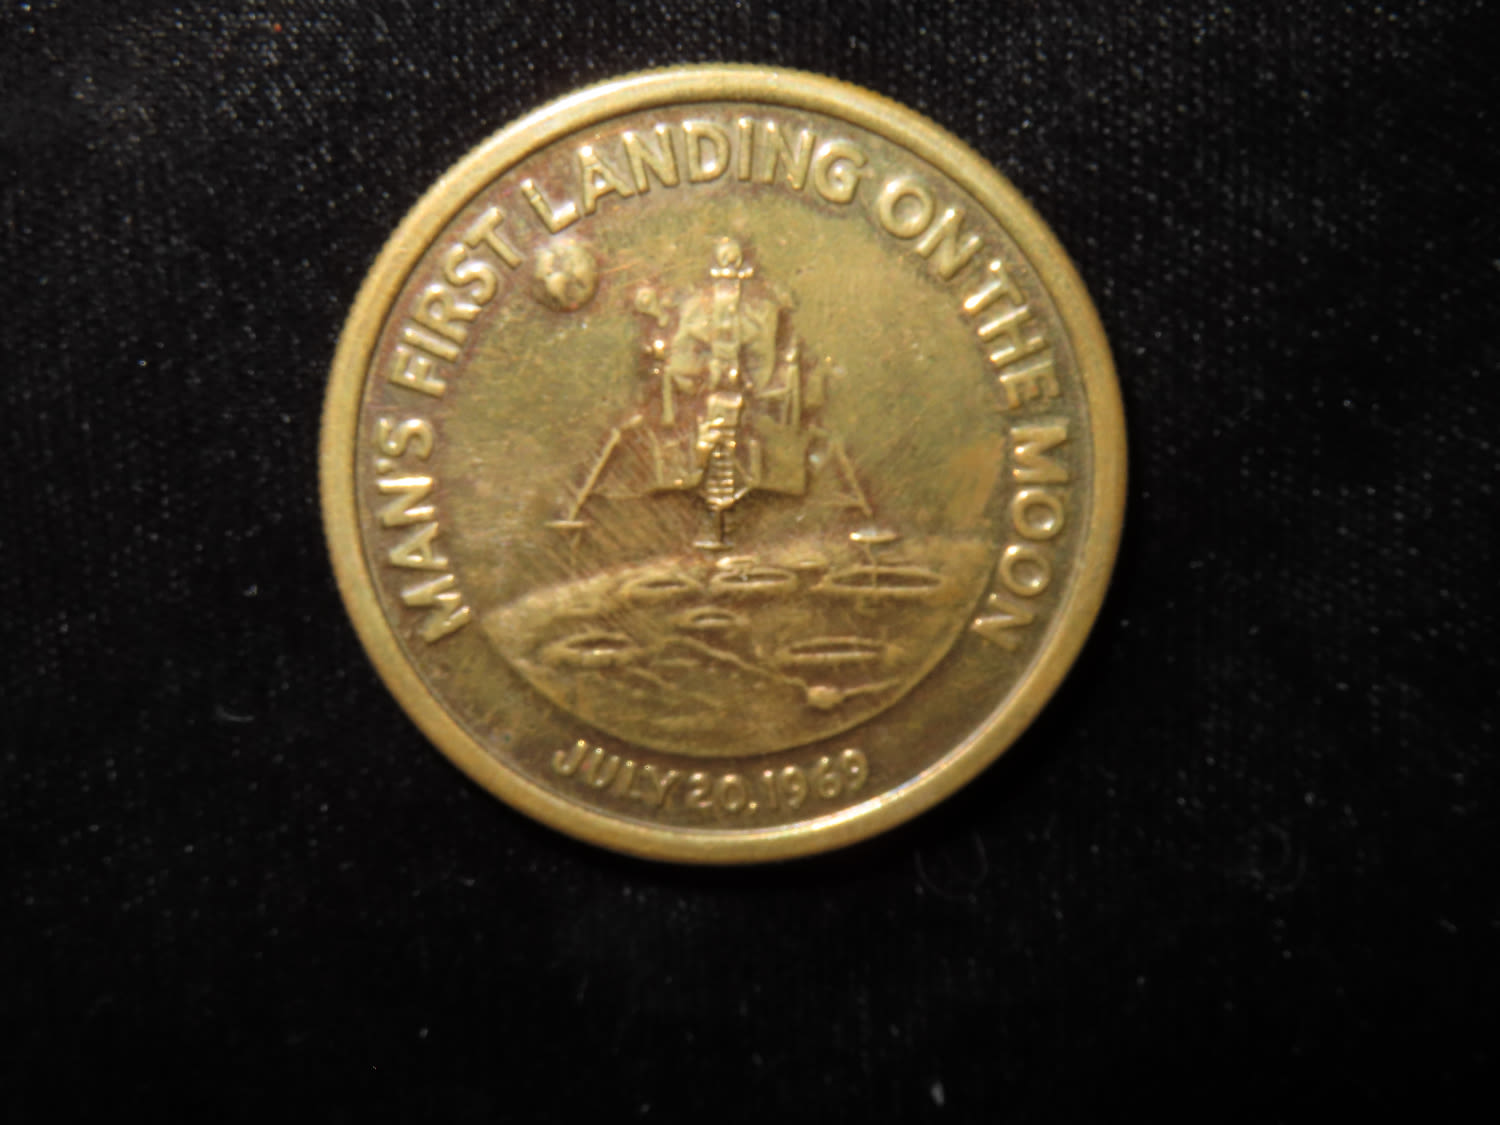 MAN'S FIRST LANDING ON THE MOON
JULY 20.1969